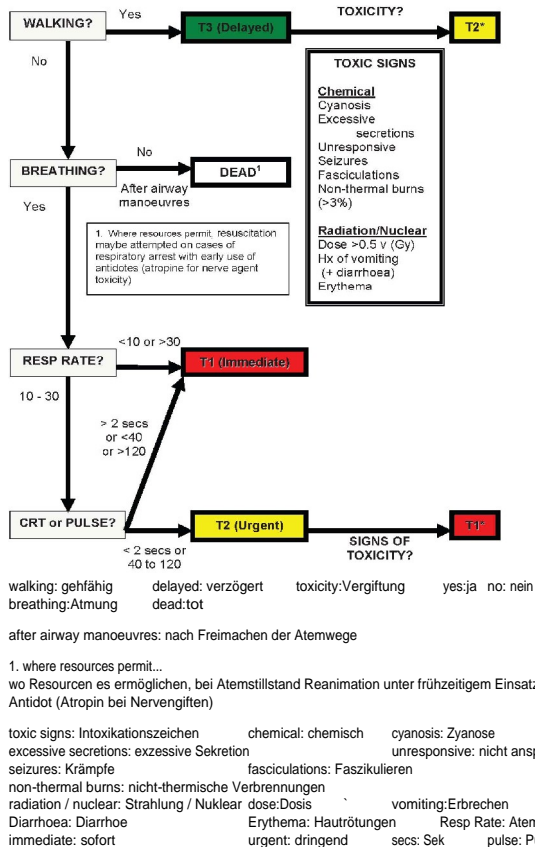 WALKING?
Yes
T3 (Delayed)
TOXICITY?
T2*
No
TOXIC SIGNS
Chemical
Cyanosis
Excessive
secretions
Unresponsive
Seizures
Fasciculations
Non-thermal burns
(>3%)
Radiation/Nuclear
Dose >0.5 v (Gy)
Hx of vomiting
(+ diarrhoea)
Erythema
BREATHING?
No
After airway
manoeuvres
DEAD¹
Yes
1. Where resources permit, resuscitation
maybe attempted on cases of
respiratory arrest with early use of
antidotes (atropine for nerve agent
toxicity)
RESP RATE?
<10 or >30
T1 (Immediate)
10 - 30
> 2 secs
or <40
or >120
CRT or PULSE?
< 2 secs or
40 to 120
T2 (Urgent)
SIGNS OF
TOXICITY?
T1*
walking: gehfähig delayed: verzögert toxicity:Vergiftung yes:ja no: nein
breathing:Atmung dead:tot
after airway manoeuvres: nach Freimachen der Atemwege
1. where resources permit...
wo Resourcen es ermöglichen, bei Atemstillstand Reanimation unter frühzeitigem Einsatz
Antidot (Atropin bei Nervengiften)
toxic signs: Intoxikationszeichen chemical: chemisch cyanosis: Zyanose
excessive secretions: exzessive Sekretion unresponsive: nicht
seizures: Krämpfe fasciculations: Faszikulieren
non-thermal burns: nicht-thermische Verbrennungen
radiation / nuclear: Strahlung / Nuklear dose:Dosis ` vomiting:Erbrechen
Diarrhoea: Diarrhoe Erythema: Hautrötungen Resp Rate:
immediate: sofort urgent: dringend secs: Sek pulse: